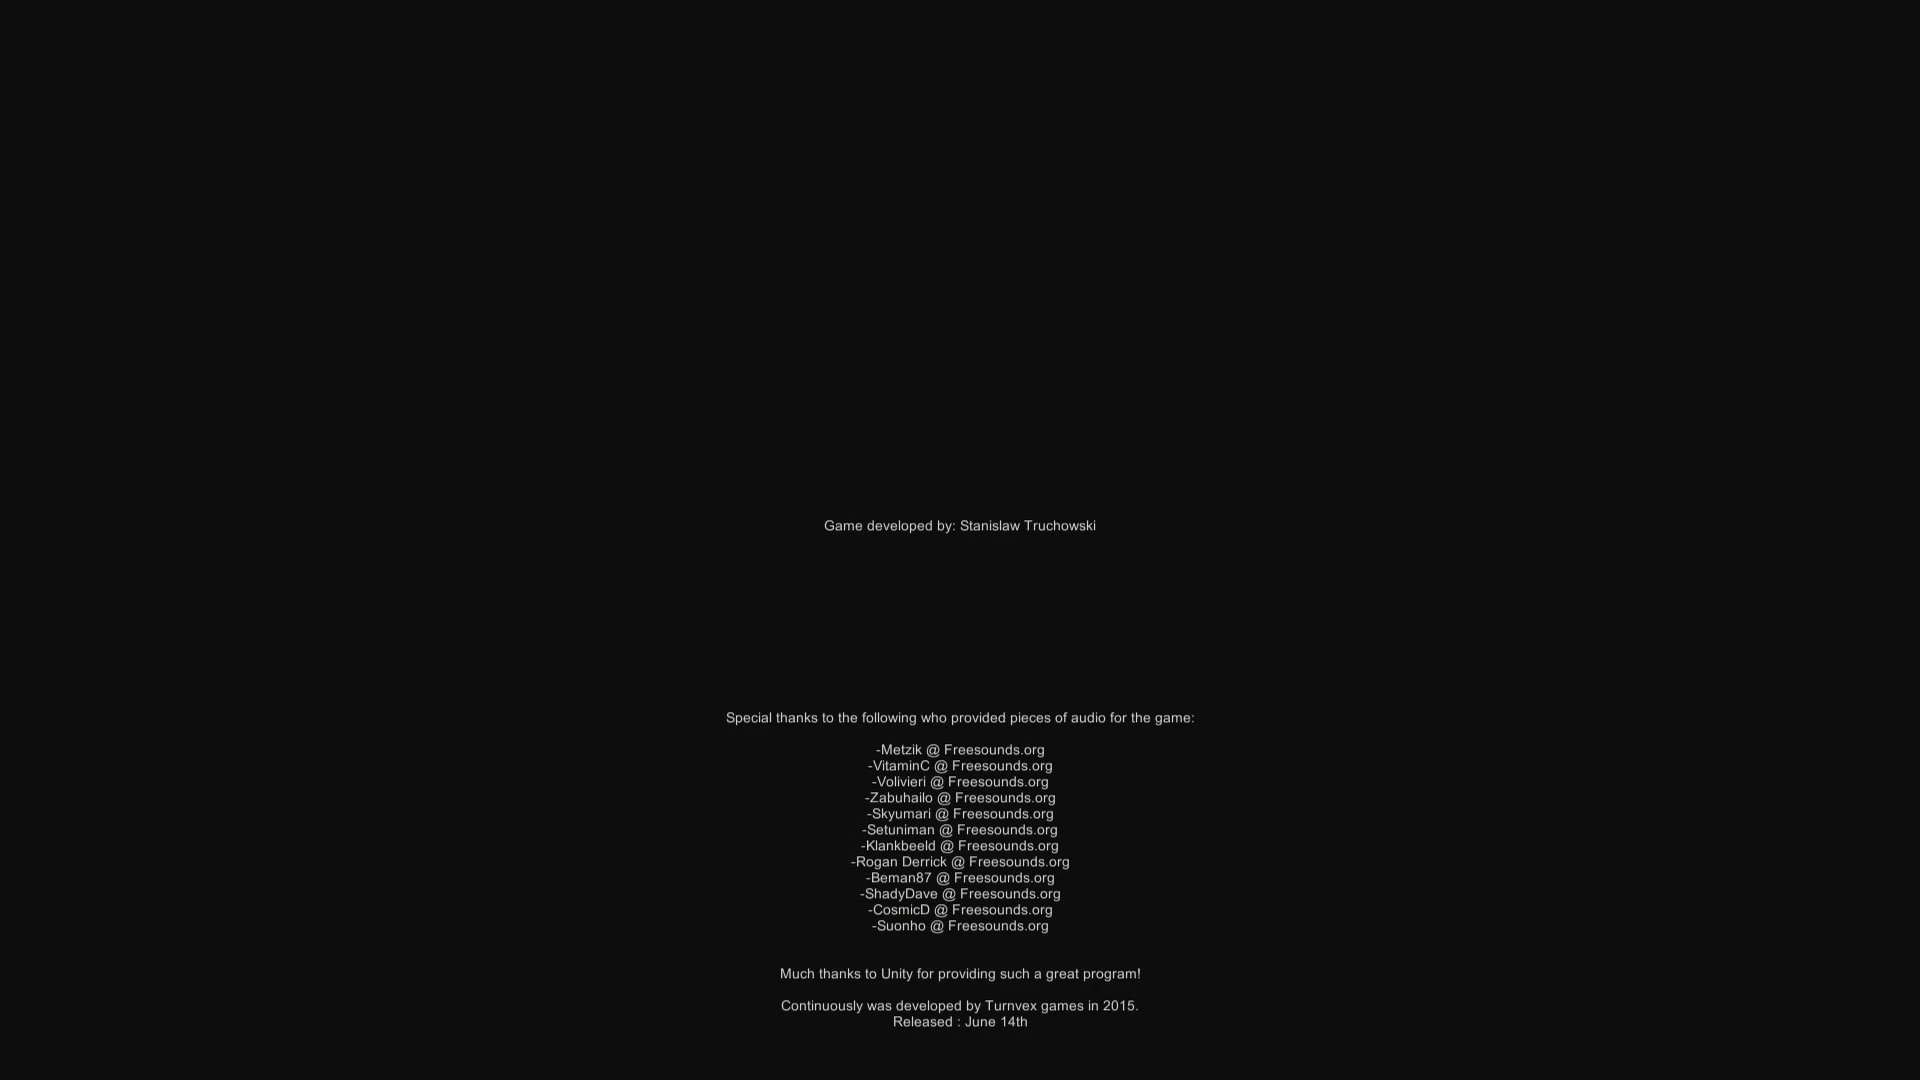 Game developed by: Stanislaw Truchowski
Special thanks to the following who provided pieces of audio for the game:
-Metzik @ Freesounds.org
-VitaminC @ Freesounds.org
-Volivieri @ Freesounds.org
-Zabuhailo @ Freesounds.org
-Skyumari @ Freesounds.org
-Setuniman @ Freesounds.org
-Klankbeeld @ Freesounds.org
-Rogan Derrick @ Freesounds.org
-Beman87 @ Freesounds.org
-ShadyDave @ Freesounds.org
-CosmicD @ Freesounds.org
-Suonho @ Freesounds.org
Much thanks to Unity for providing such a great program!
Continuously was developed by Turnvex games in 2015.
Released : June 14th